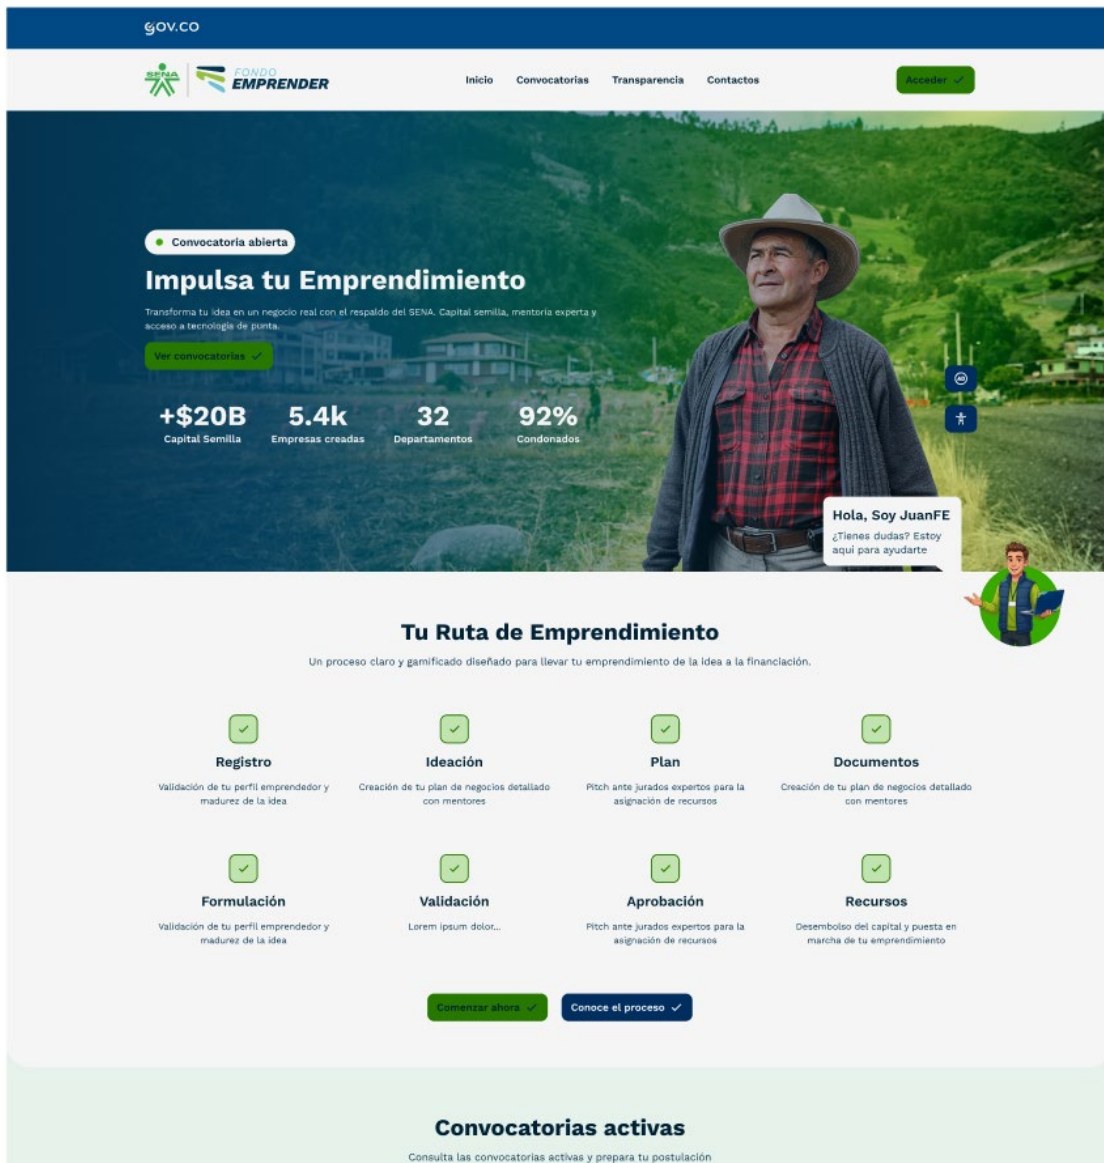 GOV.CO
SENA
FONDO
EMPRENDER
Inicio Convocatorias Transparencia Contactos
Acceder
Convocatoria abierta
Impulsa tu Emprendimiento
Transforma tu idea en un negocio real con el respaldo del SENA. Capital semilla, mentoría experta y
acceso a tecnología de punta.
Ver convocatorias
+$20B 5.4k 32 92%
Capital Semilla Empresas creadas Departamentos Condonados
Hola, Soy JuanFE
¿Tienes dudas? Estoy
aquí para ayudarte
Tu Ruta de Emprendimiento
Un proceso claro y gamificado diseñado para llevar tu emprendimiento de la idea a la financiación.
Registro Ideación Plan Documentos
Validación de tu perfil emprendedor y Creación de tu plan de negocios detallado Pitch ante jurados expertos para la Creación de tu plan de negocios detallado
madurez de la idea con mentores asignación de recursos con mentores
Formulación Validación Aprobación Recursos
Validación de tu perfil emprendedor y Lorem ipsum dolor... Pitch ante jurados expertos para la Desembolso del capital y puesta en
madurez de la idea asignación de recursos marcha de tu emprendimiento
Comenzar ahora Conoce el proceso
Convocatorias activas
Consulta las convocatorias activas y prepara tu postulación